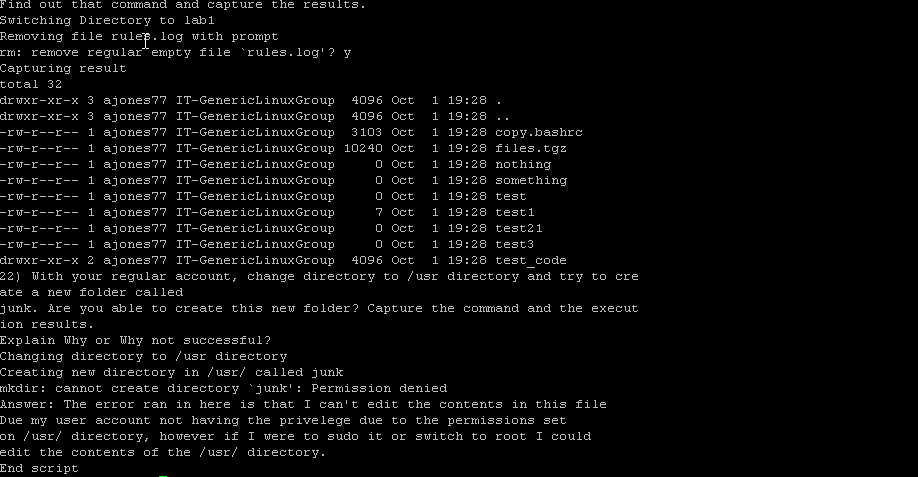 Find out that command and capture the results.
Switching Directory to lab1
Removing file rules.log with prompt
rm: remove regular empty file `rules.log'? y
Capturing result
total 32
drwxr-xr-x 3 ajones77 IT-GenericLinuxGroup  4096 Oct  1 19:28 .
drwxr-xr-x 3 ajones77 IT-GenericLinuxGroup  4096 Oct  1 19:28 ..
-rw-r--r-- 1 ajones77 IT-GenericLinuxGroup  3103 Oct  1 19:28 copy.bashrc
-rw-r--r-- 1 ajones77 IT-GenericLinuxGroup 10240 Oct  1 19:28 files.tgz
-rw-r--r-- 1 ajones77 IT-GenericLinuxGroup     0 Oct  1 19:28 nothing
-rw-r--r-- 1 ajones77 IT-GenericLinuxGroup     0 Oct  1 19:28 something
-rw-r--r-- 1 ajones77 IT-GenericLinuxGroup     0 Oct  1 19:28 test
-rw-r--r-- 1 ajones77 IT-GenericLinuxGroup     7 Oct  1 19:28 test1
-rw-r--r-- 1 ajones77 IT-GenericLinuxGroup     0 Oct  1 19:28 test21
-rw-r--r-- 1 ajones77 IT-GenericLinuxGroup     0 Oct  1 19:28 test3
drwxr-xr-x 2 ajones77 IT-GenericLinuxGroup  4096 Oct  1 19:28 test_code
22) With your regular account, change directory to /usr directory and try to cre
ate a new folder called
junk. Are you able to create this new folder? Capture the command and the execut
ion results.
Explain Why or Why not successful?
Changing directory to /usr directory
Creating new directory in /usr/ called junk
mkdir: cannot create directory `junk': Permission denied
Answer: The error ran in here is that I can't edit the contents in this file
Due my user account not having the privelege due to the permissions set
on /usr/ directory, however if I were to sudo it or switch to root I could
edit the contents of the /usr/ directory.
End script